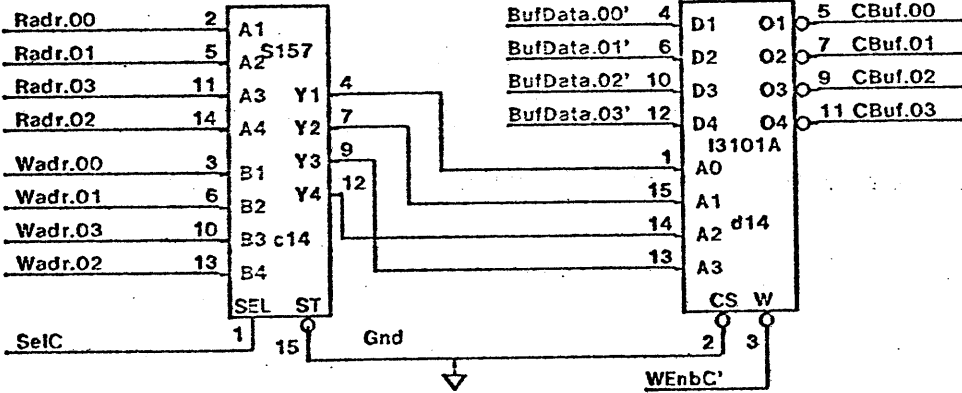 Radr.00 2 A1
Radr.01 5 A2 S157
Radr.03 11 A3 Y1 4
Radr.02 14 A4 Y2 7
Wadr.00 3 B1 Y3 9
Wadr.01 6 B2 Y4 12
Wadr.03 10 B3 c14
Wadr.02 13 B4
SEL ST
SelC 1 15 Gnd
BufData.00' 4 D1 O1 5 CBuf.00
BufData.01' 6 D2 O2 7 CBuf.01
BufData.02' 10 D3 O3 9 CBuf.02
BufData.03' 12 D4 O4 11 CBuf.03
I3101A
1 A0
15 A1
14 A2 d14
13 A3
CS W
2 3
WEnbC'